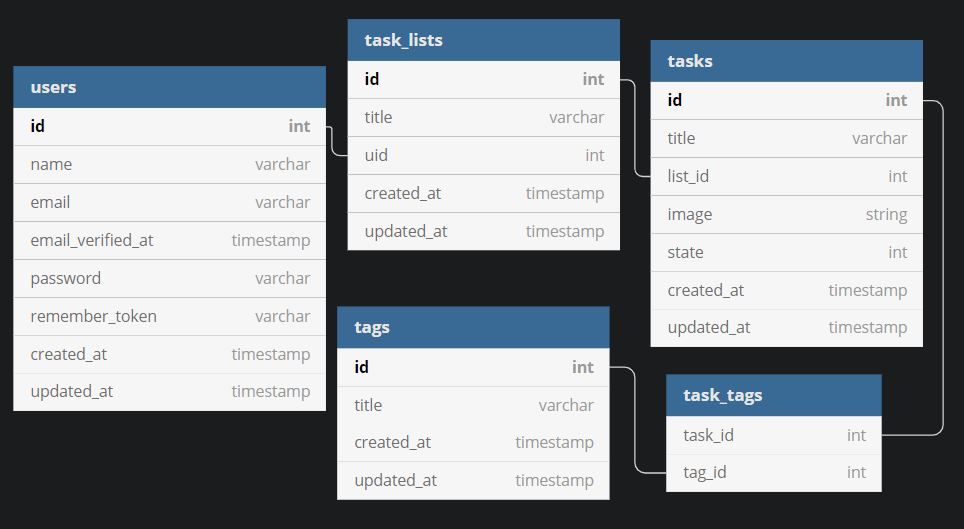 users
id int
name varchar
email varchar
email_verified_at timestamp
password varchar
remember_token varchar
created_at timestamp
updated_at timestamp
task_lists
id int
title varchar
uid int
created_at timestamp
updated_at timestamp
tasks
id int
title varchar
list_id int
image string
state int
created_at timestamp
updated_at timestamp
tags
id int
title varchar
created_at timestamp
updated_at timestamp
task_tags
task_id int
tag_id int